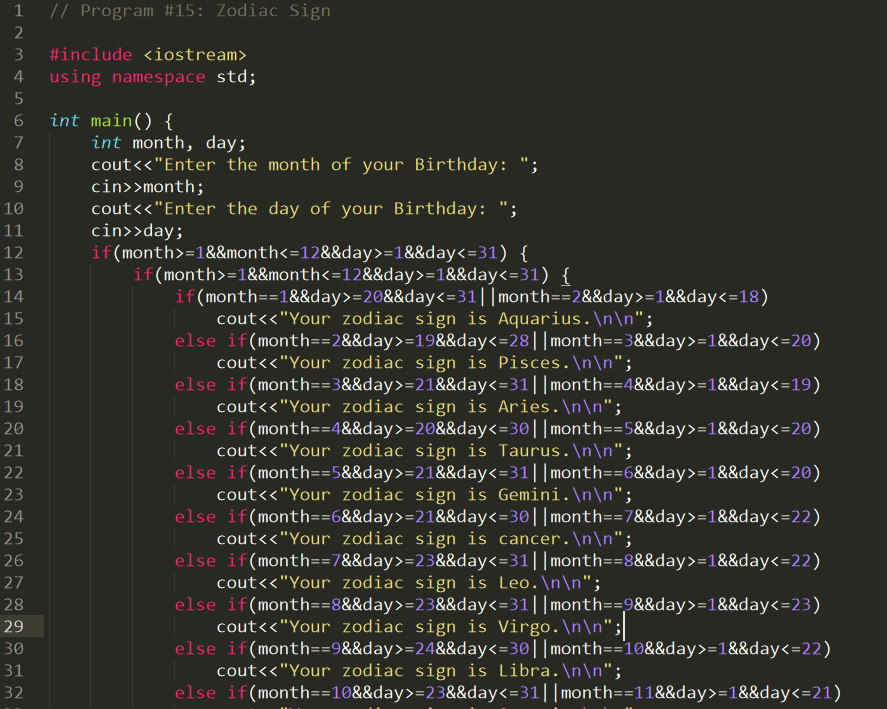 1 // Program #15: Zodiac Sign
2
3 #include <iostream>
4 using namespace std;
5
6 int main() {
7 int month, day;
8 cout<<"Enter the month of your Birthday: ";
9 cin>>month;
10 cout<<"Enter the day of your Birthday: ";
11 cin>>day;
12 if(month>=1&&month<=12&&day>=1&&day<=31) {
13 if(month>=1&&month<=12&&day>=1&&day<=31) {
14 if(month==1&&day>=20&&day<=31||month==2&&day>=1&&day<=18)
15 cout<<"Your zodiac sign is Aquarius.\n\n";
16 else if(month==2&&day>=19&&day<=28||month==3&&day>=1&&day<=20)
17 cout<<"Your zodiac sign is Pisces.\n\n";
18 else if(month==3&&day>=21&&day<=31||month==4&&day>=1&&day<=19)
19 cout<<"Your zodiac sign is Aries.\n\n";
20 else if(month==4&&day>=20&&day<=30||month==5&&day>=1&&day<=20)
21 cout<<"Your zodiac sign is Taurus.\n\n";
22 else if(month==5&&day>=21&&day<=31||month==6&&day>=1&&day<=20)
23 cout<<"Your zodiac sign is Gemini.\n\n";
24 else if(month==6&&day>=21&&day<=30||month==7&&day>=1&&day<=22)
25 cout<<"Your zodiac sign is cancer.\n\n";
26 else if(month==7&&day>=23&&day<=31||month==8&&day>=1&&day<=22)
27 cout<<"Your zodiac sign is Leo.\n\n";
28 else if(month==8&&day>=23&&day<=31||month==9&&day>=1&&day<=23)
29 cout<<"Your zodiac sign is Virgo.\n\n";
30 else if(month==9&&day>=24&&day<=30||month==10&&day>=1&&day<=22)
31 cout<<"Your zodiac sign is Libra.\n\n";
32 else if(month==10&&day>=23&&day<=31||month==11&&day>=1&&day<=21)